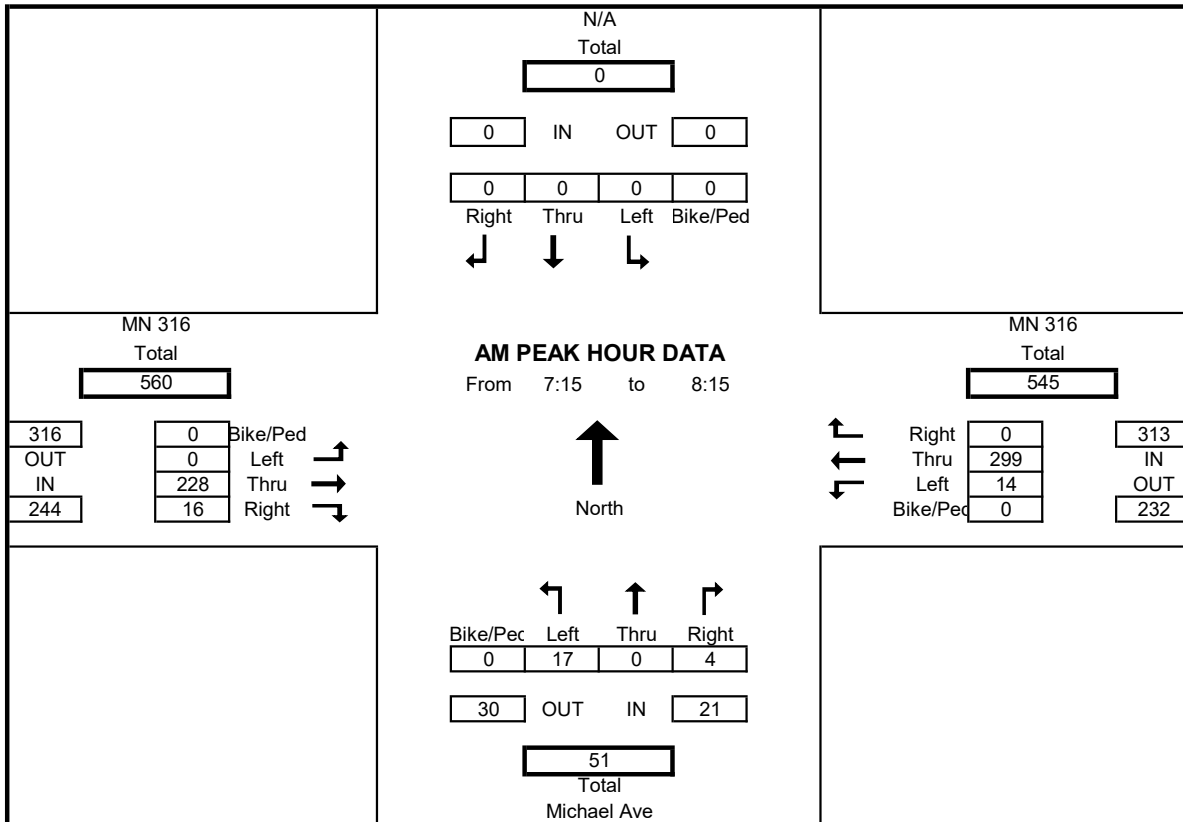 N/A
Total
0
0 IN OUT 0
0 0 0 0
Right Thru Left Bike/Ped
MN 316
Total
560
316 0 Bike/Ped
OUT 0 Left
IN 228 Thru
244 16 Right
AM PEAK HOUR DATA
From 7:15 to 8:15
North
MN 316
Total
545
Right 0 313
Thru 299 IN
Left 14 OUT
Bike/Ped 0 232
Bike/Ped Left Thru Right
0 17 0 4
30 OUT IN 21
51
Total
Michael Ave